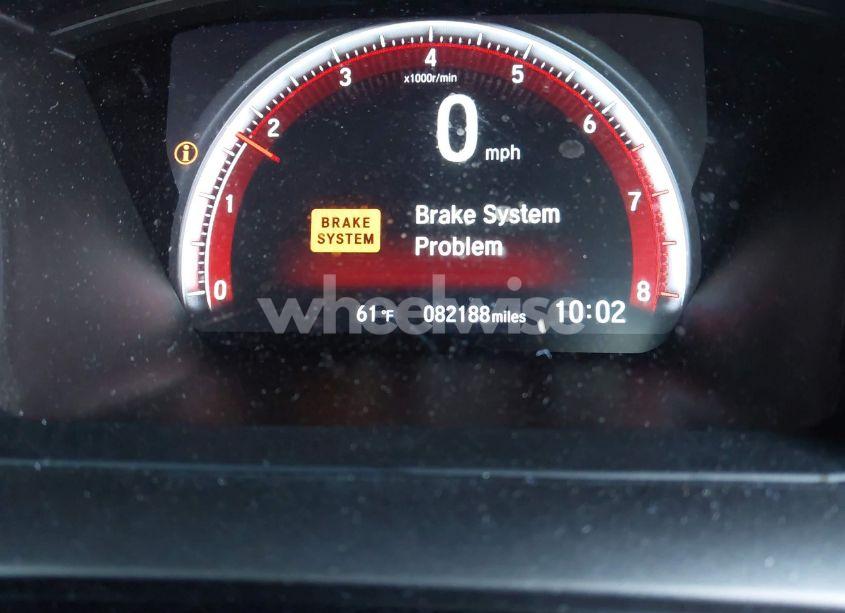 4
3
5
x1000r/min
2
6
0 mph
i
1
7
BRAKE
SYSTEM
Brake System
Problem
0
8
wheelwise
61°F 082188miles 10:02